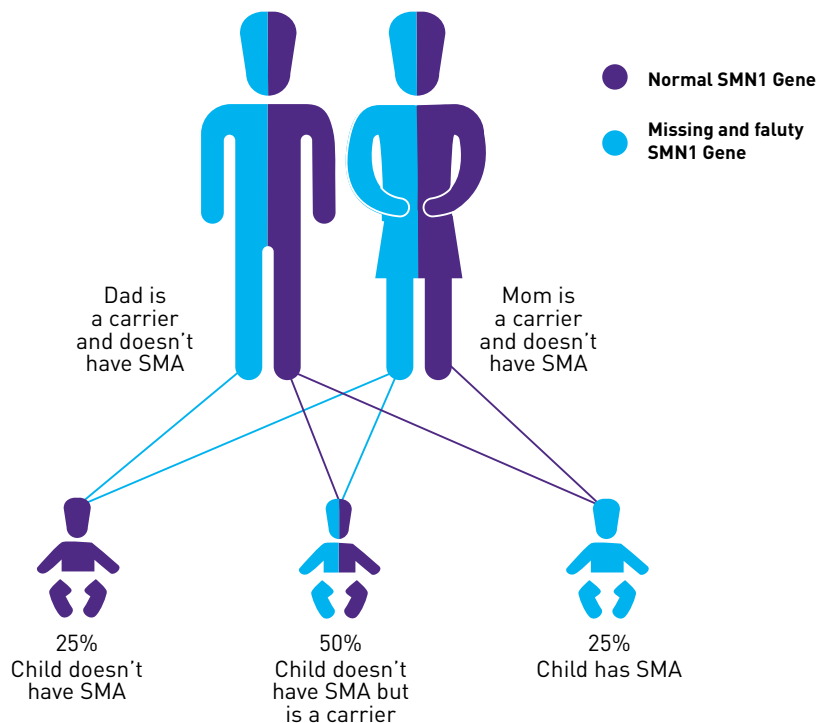 Normal SMN1 Gene
Missing and faluty
SMN1 Gene
Dad is
a carrier
and doesn't
have SMA
Mom is
a carrier
and doesn't
have SMA
25%
Child doesn't
have SMA
50%
Child doesn't
have SMA but
is a carrier
25%
Child has SMA